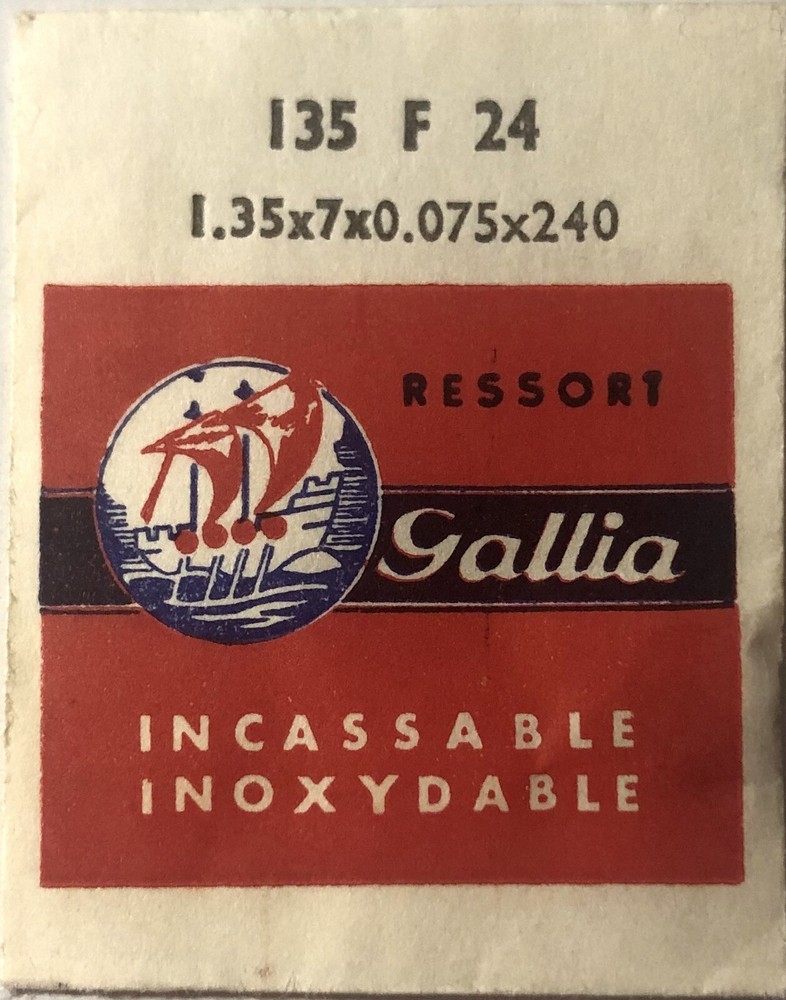 135 F 24
1.35x7x0.075x240
RESSORT
Gallia
INCASSABLE
INOXYDABLE